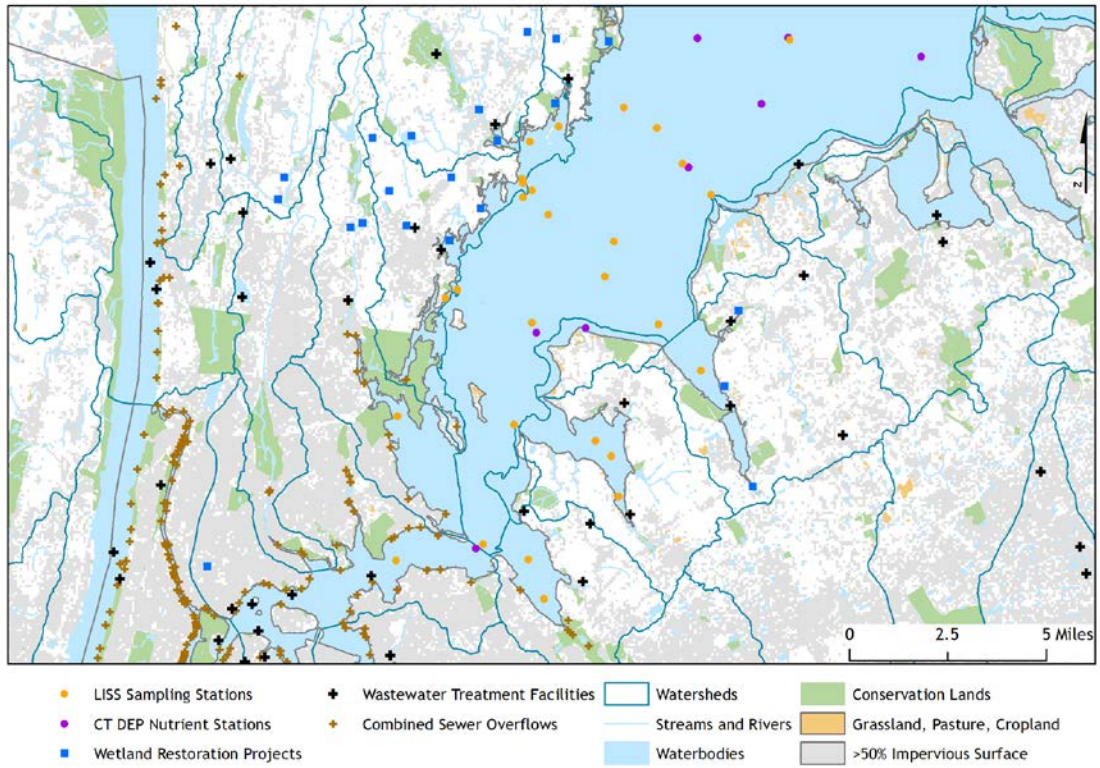 N
0 2.5 5 Miles
LISS Sampling Stations
CT DEP Nutrient Stations
Wetland Restoration Projects
Wastewater Treatment Facilities
Combined Sewer Overflows
Watersheds
Streams and Rivers
Waterbodies
Conservation Lands
Grassland, Pasture, Cropland
>50% Impervious Surface